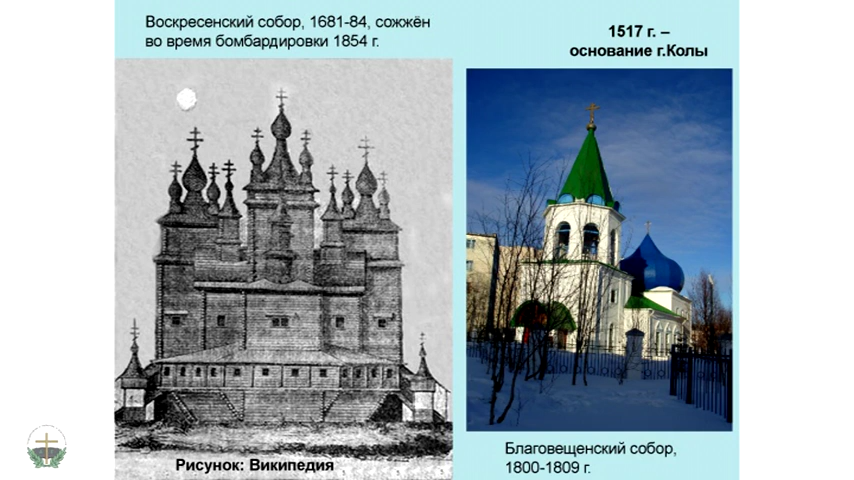 Воскресенский собор, 1681-84, сожжён
во время бомбардировки 1854 г.
1517 г. –
основание г.Колы
Рисунок: Википедия
Благовещенский собор,
1800-1809 г.